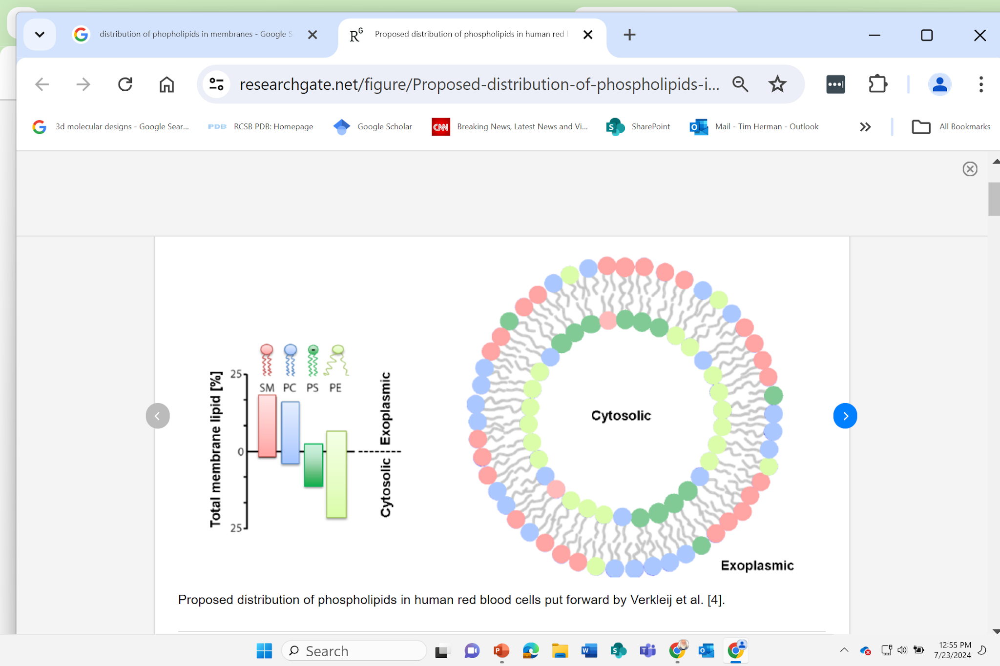 distribution of phopholipids in membranes - Google S
Proposed distribution of phospholipids in human red
researchgate.net/figure/Proposed-distribution-of-phospholipids-i...
3d molecular designs - Google Sear...
PDB RCSB PDB: Homepage
Google Scholar
CNN Breaking News, Latest News and Vi...
S SharePoint
Mail - Tim Herman - Outlook
All Bookmarks
SM PC PS PE
Total membrane lipid [%]
25
0
25
Exoplasmic
Cytosolic
Cytosolic
Exoplasmic
Proposed distribution of phospholipids in human red blood cells put forward by Verkleij et al. [4].
Search
12:55 PM
7/23/2024